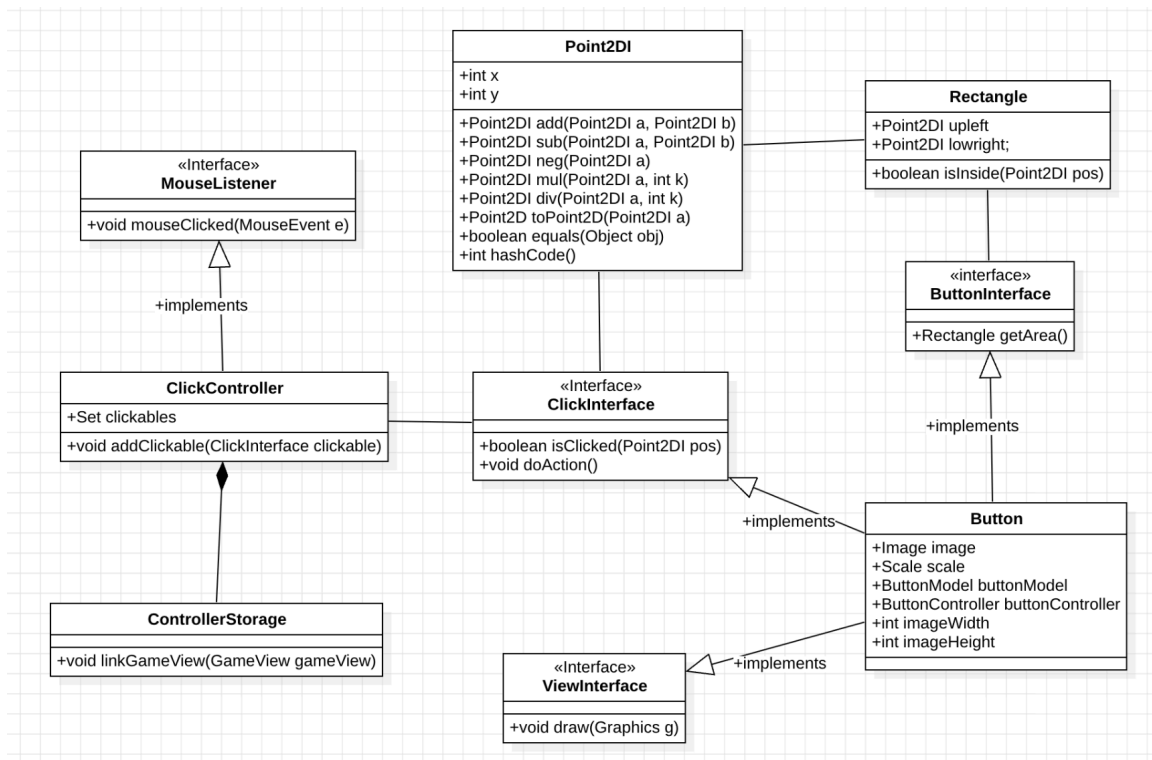 Point2DI
+int x
+int y
+Point2DI add(Point2DI a, Point2DI b)
+Point2DI sub(Point2DI a, Point2DI b)
+Point2DI neg(Point2DI a)
+Point2DI mul(Point2DI a, int k)
+Point2DI div(Point2DI a, int k)
+Point2D toPoint2D(Point2DI a)
+boolean equals(Object obj)
+int hashCode()
Rectangle
+Point2DI upleft
+Point2DI lowright;
+boolean isInside(Point2DI pos)
«Interface»
MouseListener
+void mouseClicked(MouseEvent e)
+implements
«interface»
ButtonInterface
+Rectangle getArea()
+implements
ClickController
+Set clickables
+void addClickable(ClickInterface clickable)
«Interface»
ClickInterface
+boolean isClicked(Point2DI pos)
+void doAction()
+implements
Button
+Image image
+Scale scale
+ButtonModel buttonModel
+ButtonController buttonController
+int imageWidth
+int imageHeight
ControllerStorage
+void linkGameView(GameView gameView)
+implements
«Interface»
ViewInterface
+void draw(Graphics g)